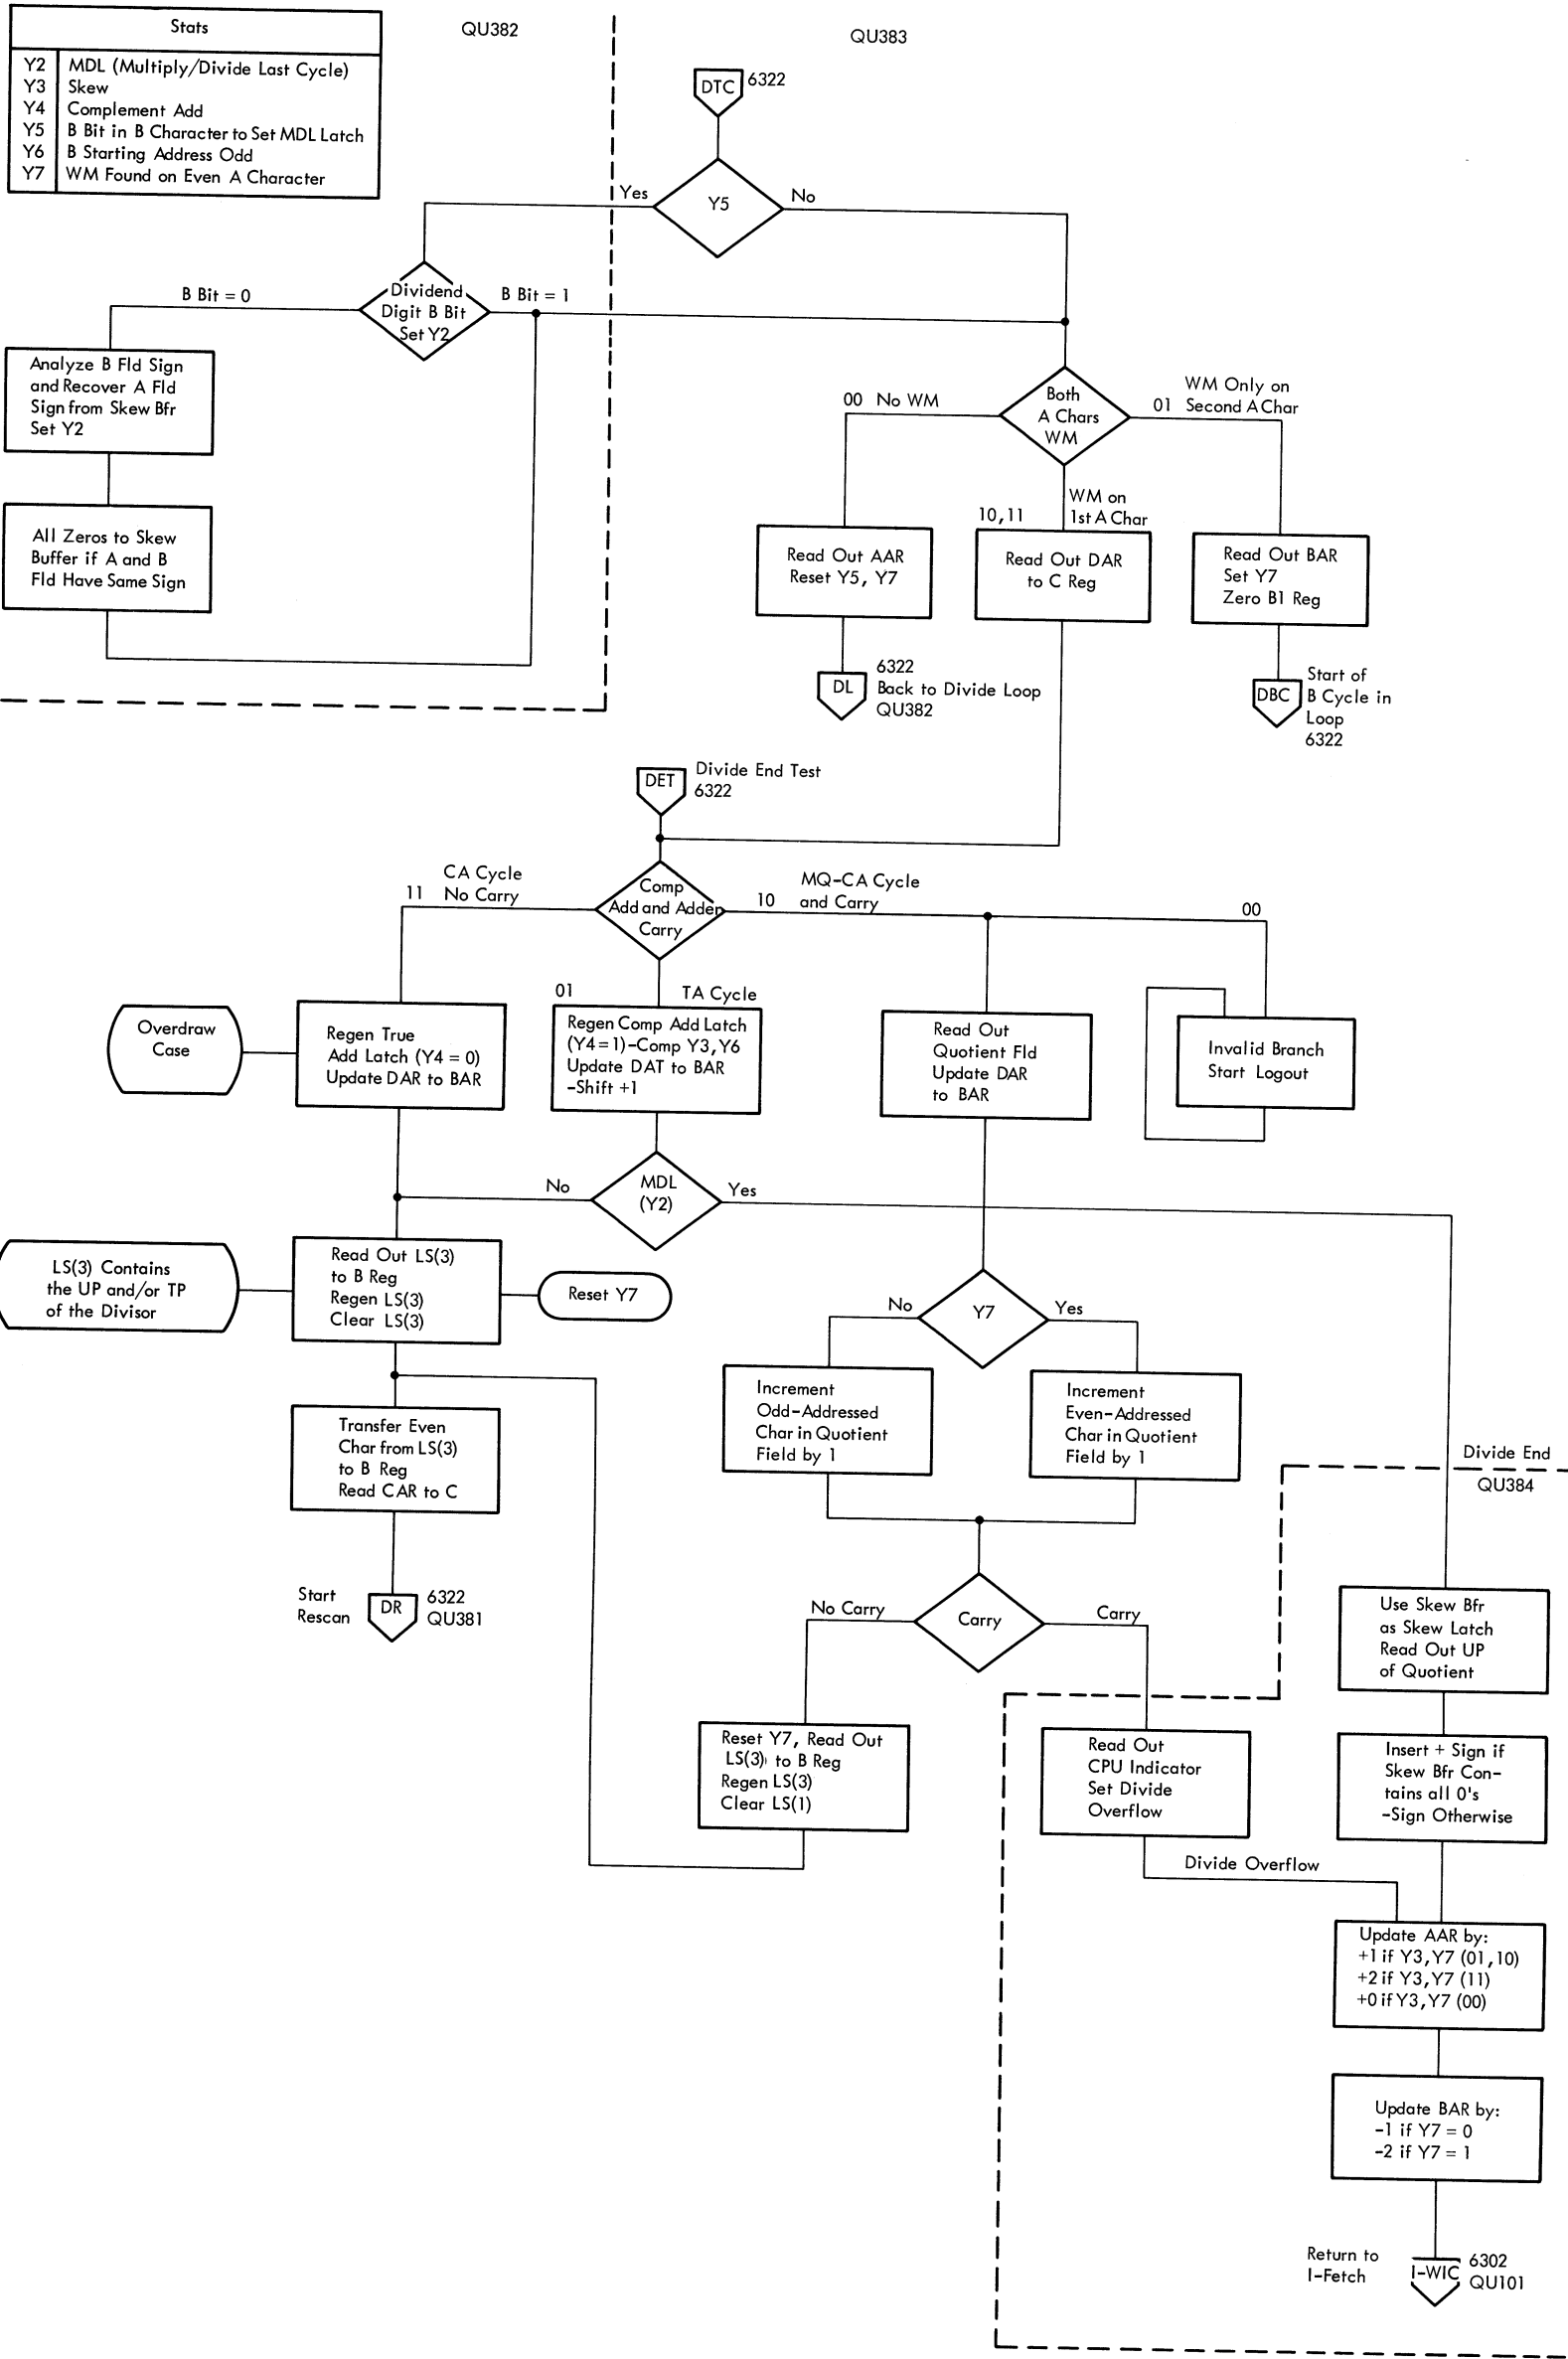 Stats
Y2 MDL (Multiply/Divide Last Cycle)
Y3 Skew
Y4 Complement Add
Y5 B Bit in B Character to Set MDL Latch
Y6 B Starting Address Odd
Y7 WM Found on Even A Character
QU382
QU383
DTC
6322
Yes
Y5
No
B Bit = 0
Dividend
Digit B Bit
Set Y2
B Bit = 1
Analyze B Fld Sign
and Recover A Fld
Sign from Skew Bfr
Set Y2
All Zeros to Skew
Buffer if A and B
Fld Have Same Sign
00 No WM
Both
A Chars
WM
WM Only on
01 Second A Char
10,11
WM on
1st A Char
Read Out AAR
Reset Y5, Y7
Read Out DAR
to C Reg
Read Out BAR
Set Y7
Zero B1 Reg
DL
6322
Back to Divide Loop
QU382
DBC
Start of
B Cycle in
Loop
6322
DET
Divide End Test
6322
CA Cycle
11 No Carry
Comp
Add and Adder
Carry
MQ-CA Cycle
10 and Carry
00
Overdraw
Case
Regen True
Add Latch (Y4 = 0)
Update DAR to BAR
01
TA Cycle
Regen Comp Add Latch
(Y4=1)-Comp Y3,Y6
Update DAT to BAR
-Shift +1
Read Out
Quotient Fld
Update DAR
to BAR
Invalid Branch
Start Logout
No
MDL
(Y2)
Yes
LS(3) Contains
the UP and/or TP
of the Divisor
Read Out LS(3)
to B Reg
Regen LS(3)
Clear LS(3)
Reset Y7
No
Y7
Yes
Increment
Odd-Addressed
Char in Quotient
Field by 1
Increment
Even-Addressed
Char in Quotient
Field by 1
Transfer Even
Char from LS(3)
to B Reg
Read CAR to C
Divide End
QU384
Start
Rescan
DR
6322
QU381
No Carry
Carry
Carry
Use Skew Bfr
as Skew Latch
Read Out UP
of Quotient
Reset Y7, Read Out
LS(3) to B Reg
Regen LS(3)
Clear LS(1)
Read Out
CPU Indicator
Set Divide
Overflow
Insert + Sign if
Skew Bfr Con-
tains all 0's
-Sign Otherwise
Divide Overflow
Update AAR by:
+1 if Y3,Y7 (01,10)
+2 if Y3,Y7 (11)
+0 if Y3,Y7 (00)
Update BAR by:
-1 if Y7 = 0
-2 if Y7 = 1
Return to
I-Fetch
I-WIC
6302
QU101